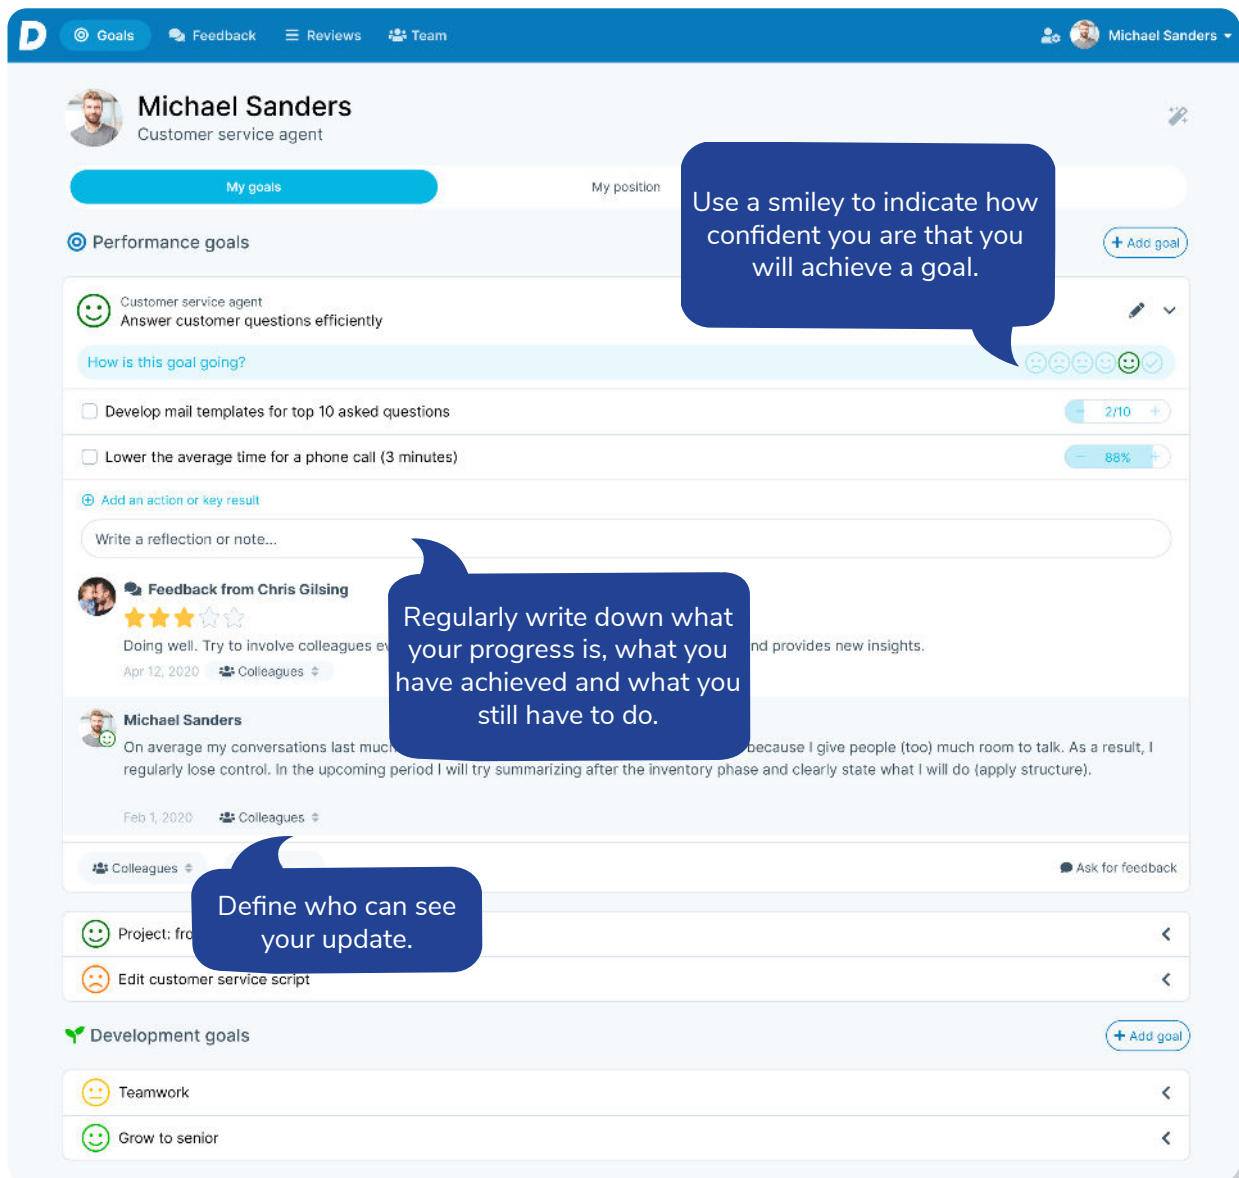 D Goals Feedback Reviews Team Michael Sanders
Michael Sanders
Customer service agent
My goals My position
Use a smiley to indicate how
confident you are that you
will achieve a goal.
Performance goals + Add goal
Customer service agent
Answer customer questions efficiently
How is this goal going?
Develop mail templates for top 10 asked questions - 2/10 +
Lower the average time for a phone call (3 minutes) - 88% +
Add an action or key result
Write a reflection or note...
Feedback from Chris Gilsing
Doing well. Try to involve colleagues nd provides new insights.
Apr 12, 2020 Colleagues
Regularly write down what
your progress is, what you
have achieved and what you
still have to do.
Michael Sanders
On average my conversations last because I give people (too) much room to talk. As a result, I
regularly lose control. In the upcoming period I will try summarizing after the inventory phase and clearly state what I will do (apply structure).
Feb 1, 2020 Colleagues
Colleagues Ask for feedback
Define who can see
your update.
Project:
Edit customer service script
Development goals + Add goal
Teamwork
Grow to senior